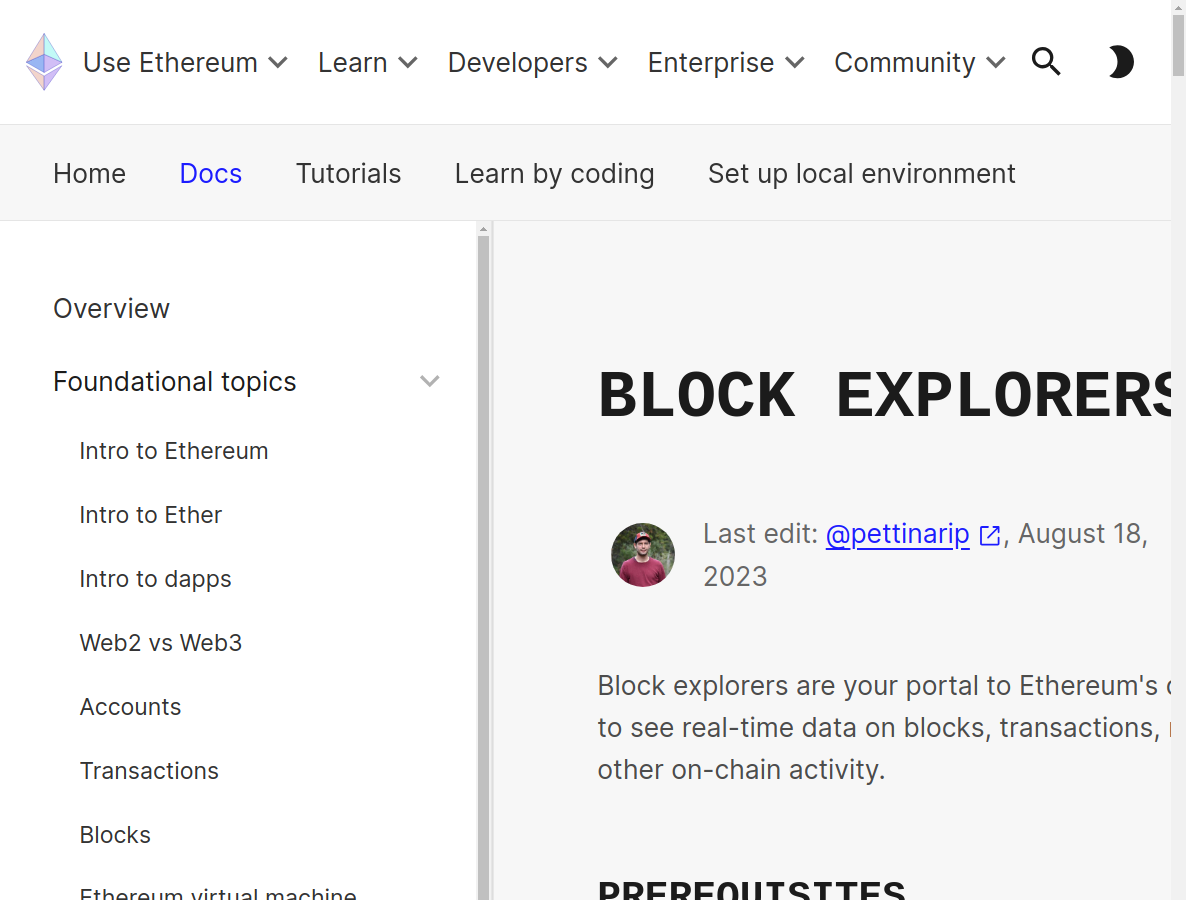 Use Ethereum Learn Developers Enterprise Community
Home Docs Tutorials Learn by coding Set up local environment
Overview
Foundational topics
Intro to Ethereum
Intro to Ether
Intro to dapps
Web2 vs Web3
Accounts
Transactions
Blocks
Ethereum virtual machine
BLOCK EXPLORERS
Last edit: @pettinarip, August 18,
2023
Block explorers are your portal to Ethereum's
to see real-time data on blocks, transactions,
other on-chain activity.
PREREQUISITES